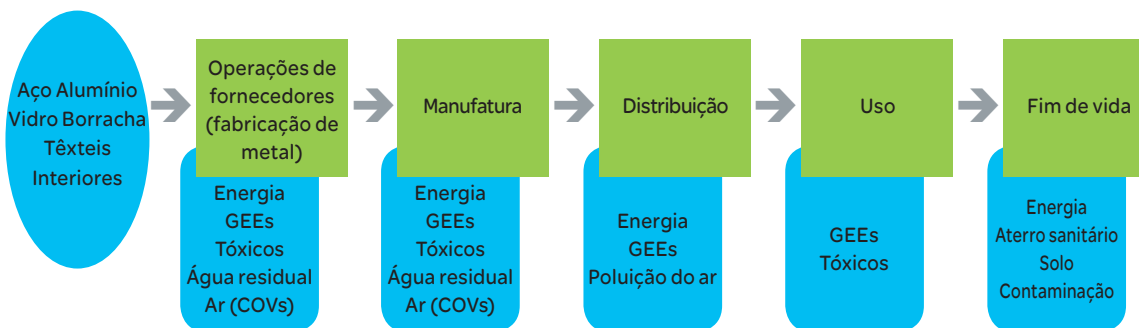 Aço Alumínio
Vidro Borracha
Têxteis
Interiores
Operações de
fornecedores
(fabricação de
metal)
Energia
GEEs
Tóxicos
Água residual
Ar (COVs)
Manufatura
Energia
GEEs
Tóxicos
Água residual
Ar (COVs)
Distribuição
Energia
GEEs
Poluição do ar
Uso
GEEs
Tóxicos
Fim de vida
Energia
Aterro sanitário
Solo
Contaminação